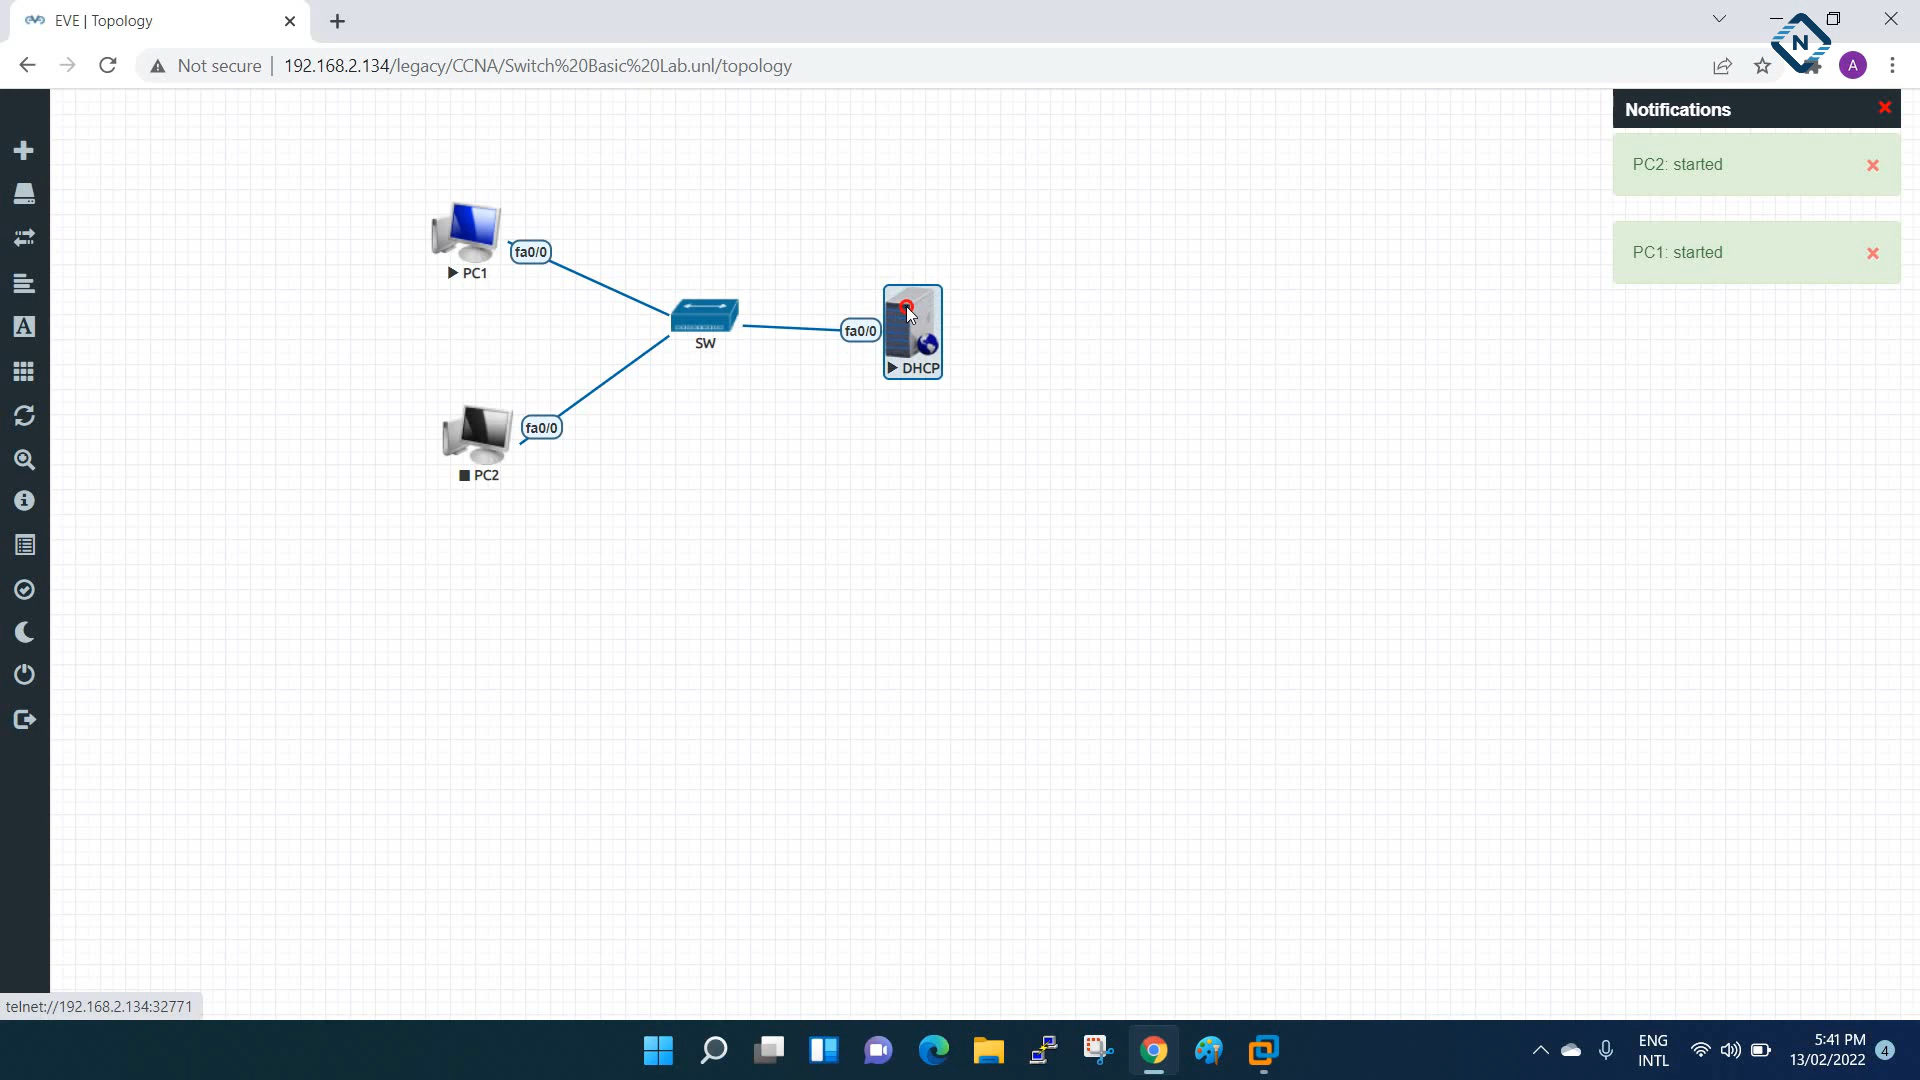 EVE | Topology
Not secure
192.168.2.134/legacy/CCNA/Switch%20Basic%20Lab.unl/topology
N
A
Notifications
PC2: started
PC1: started
fa0/0
PC1
SW
fa0/0
DHCP
fa0/0
PC2
telnet://192.168.2.134:32771
ENG
INTL
5:41 PM
13/02/2022
4